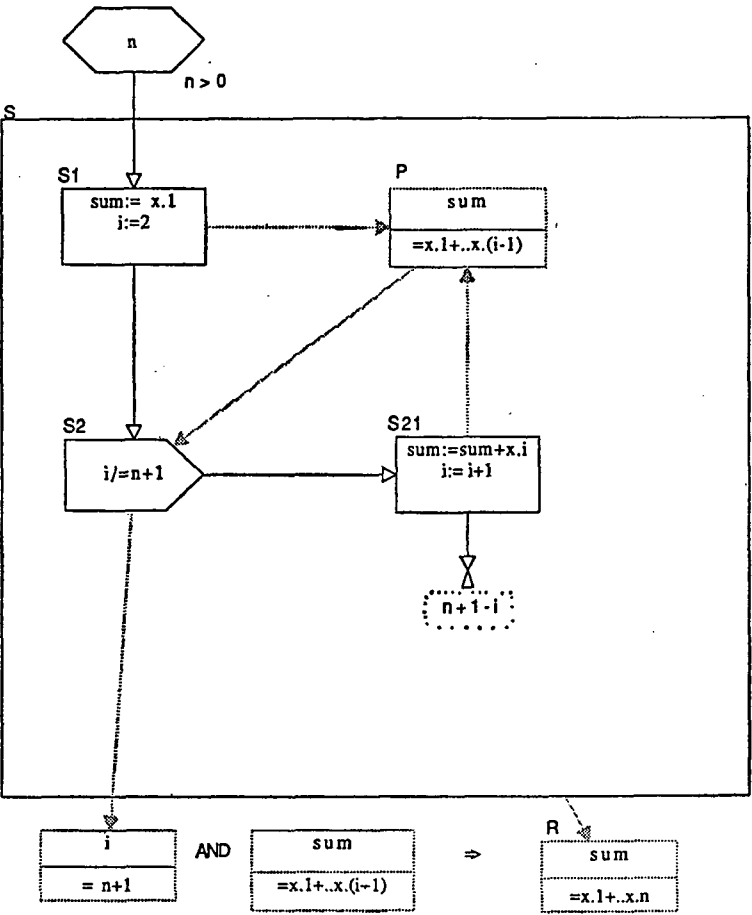 n
n > 0
S
S1
sum:= x.1
i:=2
P
sum
=x.1+..x.(i-1)
S2
i/=n+1
S21
sum:=sum+x.i
i:= i+1
n+1-i
i
= n+1
AND
sum
=x.1+..x.(i-1)
⇒
R
sum
=x.1+..x.n